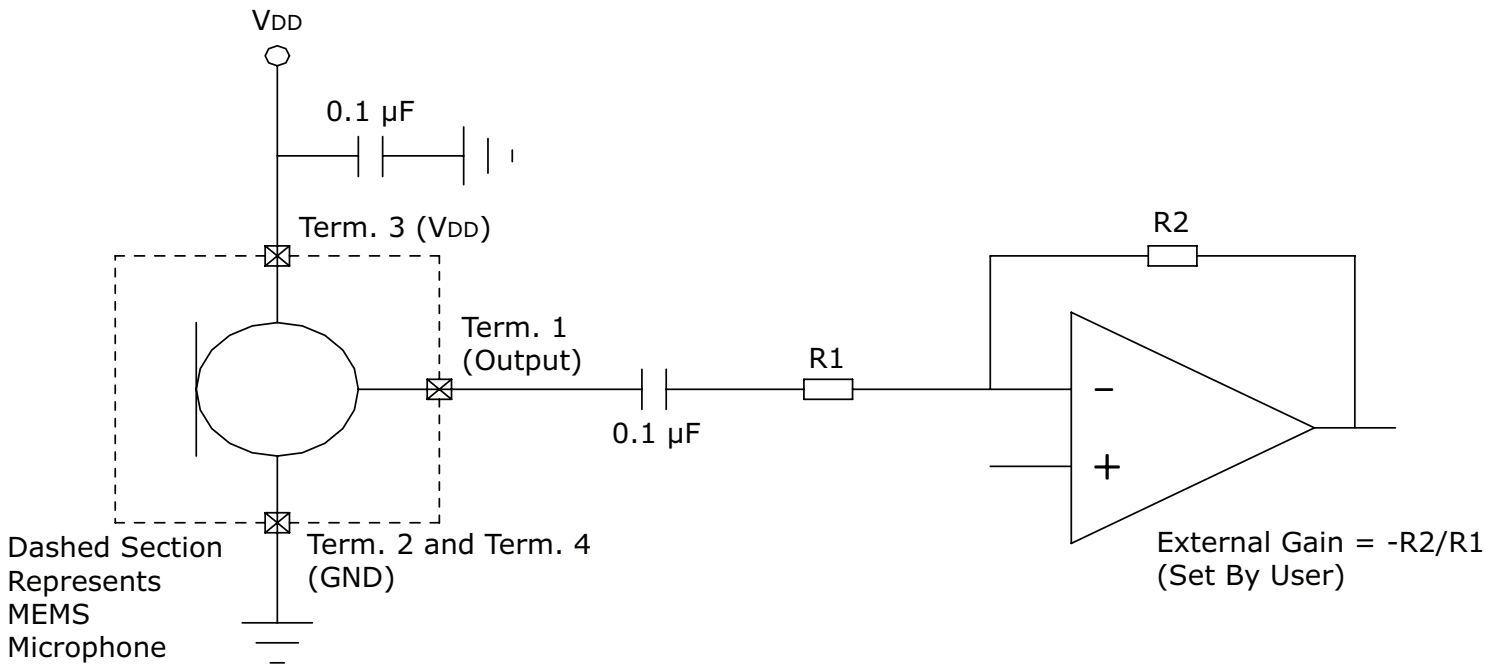 VDD
0.1 µF
Term. 3 (VDD)
R2
Term. 1
(Output)
R1
0.1 µF
-
+
Dashed Section
Represents
MEMS
Microphone
Term. 2 and Term. 4
(GND)
External Gain = -R2/R1
(Set By User)